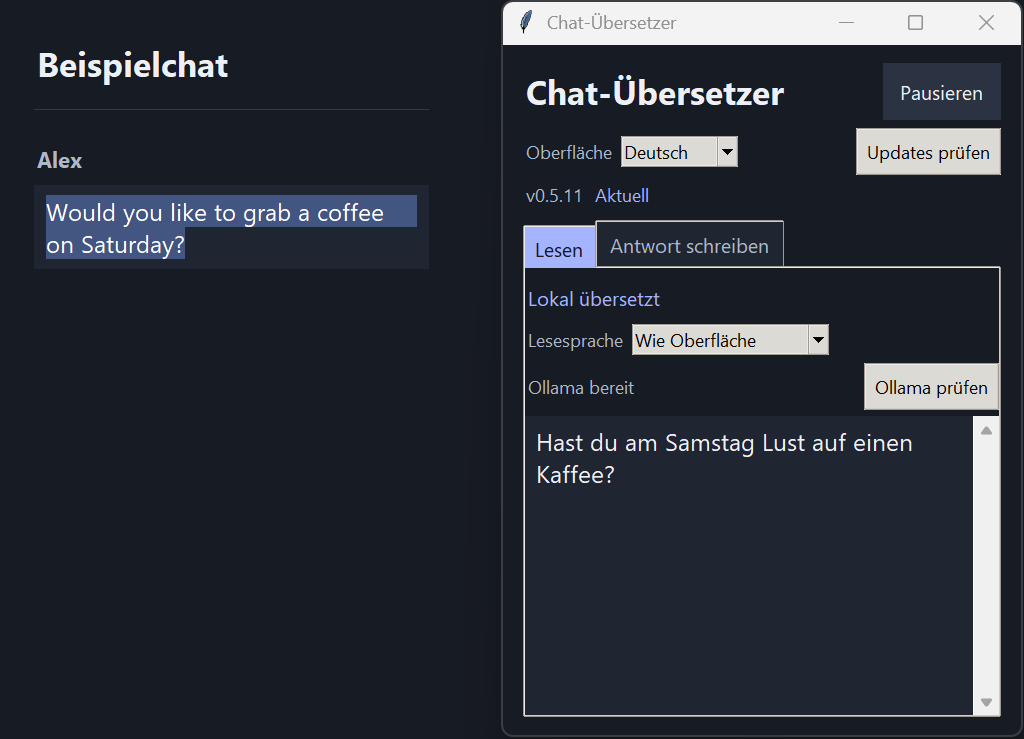 Beispielchat
Alex
Would you like to grab a coffee
on Saturday?
Chat-Übersetzer
Chat-Übersetzer
Pausieren
Oberfläche Deutsch
Updates prüfen
v0.5.11 Aktuell
Lesen
Antwort schreiben
Lokal übersetzt
Lesesprache Wie Oberfläche
Ollama bereit
Ollama prüfen
Hast du am Samstag Lust auf einen
Kaffee?